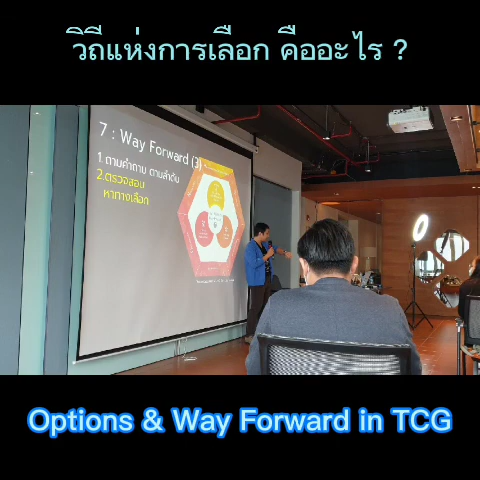 วิถีแห่งการเลือก คืออะไร ?
7 : Way Forward (3)
1.ถามคำถาม ตามลำดับ
2.ตรวจสอบ
หาทางเลือก
Options & Way Forward in TCG